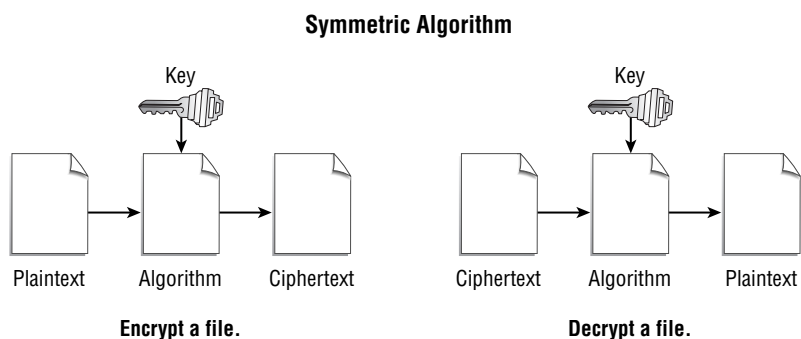 Symmetric Algorithm
Key
Key
Plaintext Algorithm Ciphertext
Ciphertext Algorithm Plaintext
Encrypt a file.
Decrypt a file.